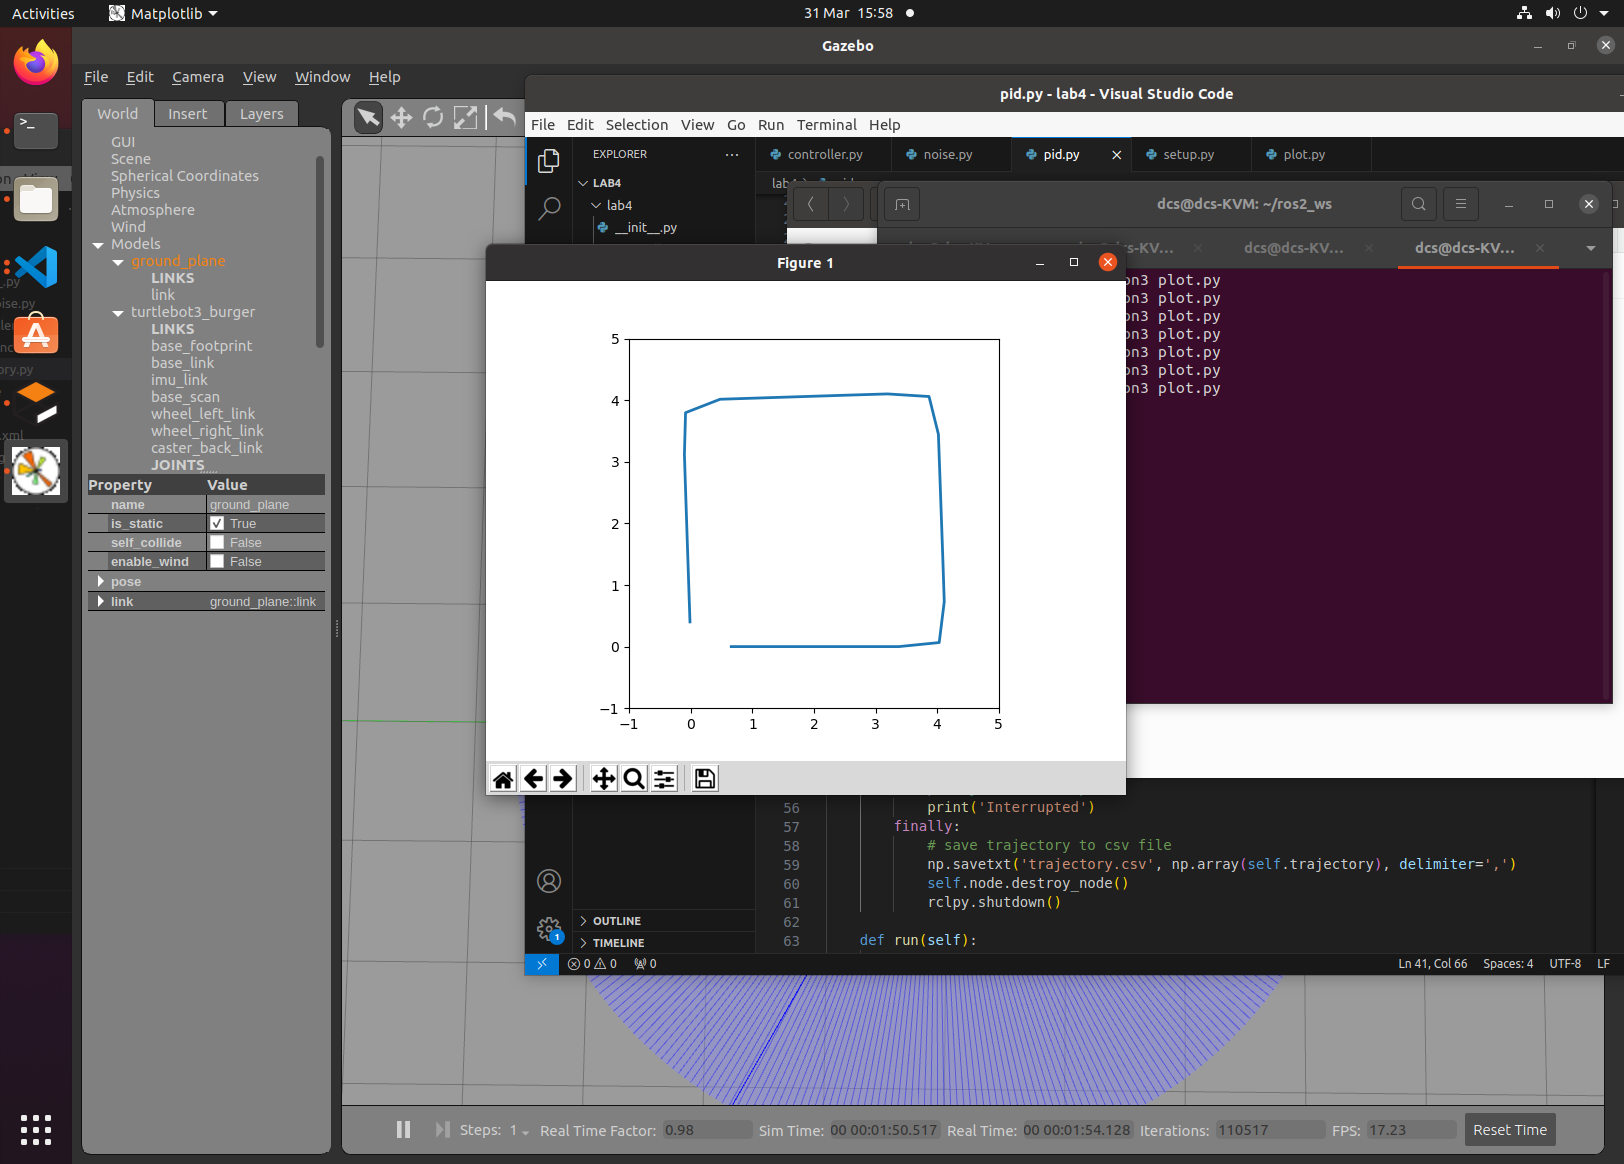 Activities
Matplotlib
31 Mar 15:58
Gazebo
File Edit Camera View Window Help
World Insert Layers
GUI
Scene
Spherical Coordinates
Physics
Atmosphere
Wind
Models
ground_plane
LINKS
link
turtlebot3_burger
LINKS
base_footprint
base_link
imu_link
base_scan
wheel_left_link
wheel_right_link
caster_back_link
JOINTS
Property Value
name ground_plane
is_static True
self_collide False
enable_wind False
pose
link ground_plane::link
pid.py - lab4 - Visual Studio Code
File Edit Selection View Go Run Terminal Help
EXPLORER
controller.py noise.py pid.py setup.py plot.py
LAB4
lab4
__init__.py
dcs@dcs-KVM: ~/ros2_ws
dcs@dcs-KV... dcs@dcs-KV...
on3 plot.py
on3 plot.py
on3 plot.py
on3 plot.py
on3 plot.py
on3 plot.py
on3 plot.py
Figure 1
5
4
3
2
1
0
−1
−1 0 1 2 3 4 5
56 print('Interrupted')
57 finally:
58 # save trajectory to csv file
59 np.savetxt('trajectory.csv', np.array(self.trajectory), delimiter=',')
60 self.node.destroy_node()
61 rclpy.shutdown()
62
63 def run(self):
OUTLINE
TIMELINE
1
0 0 0
Ln 41, Col 66 Spaces: 4 UTF-8 LF
Steps: 1 Real Time Factor: 0.98 Sim Time: 00 00:01:50.517 Real Time: 00 00:01:54.128 Iterations: 110517 FPS: 17.23 Reset Time